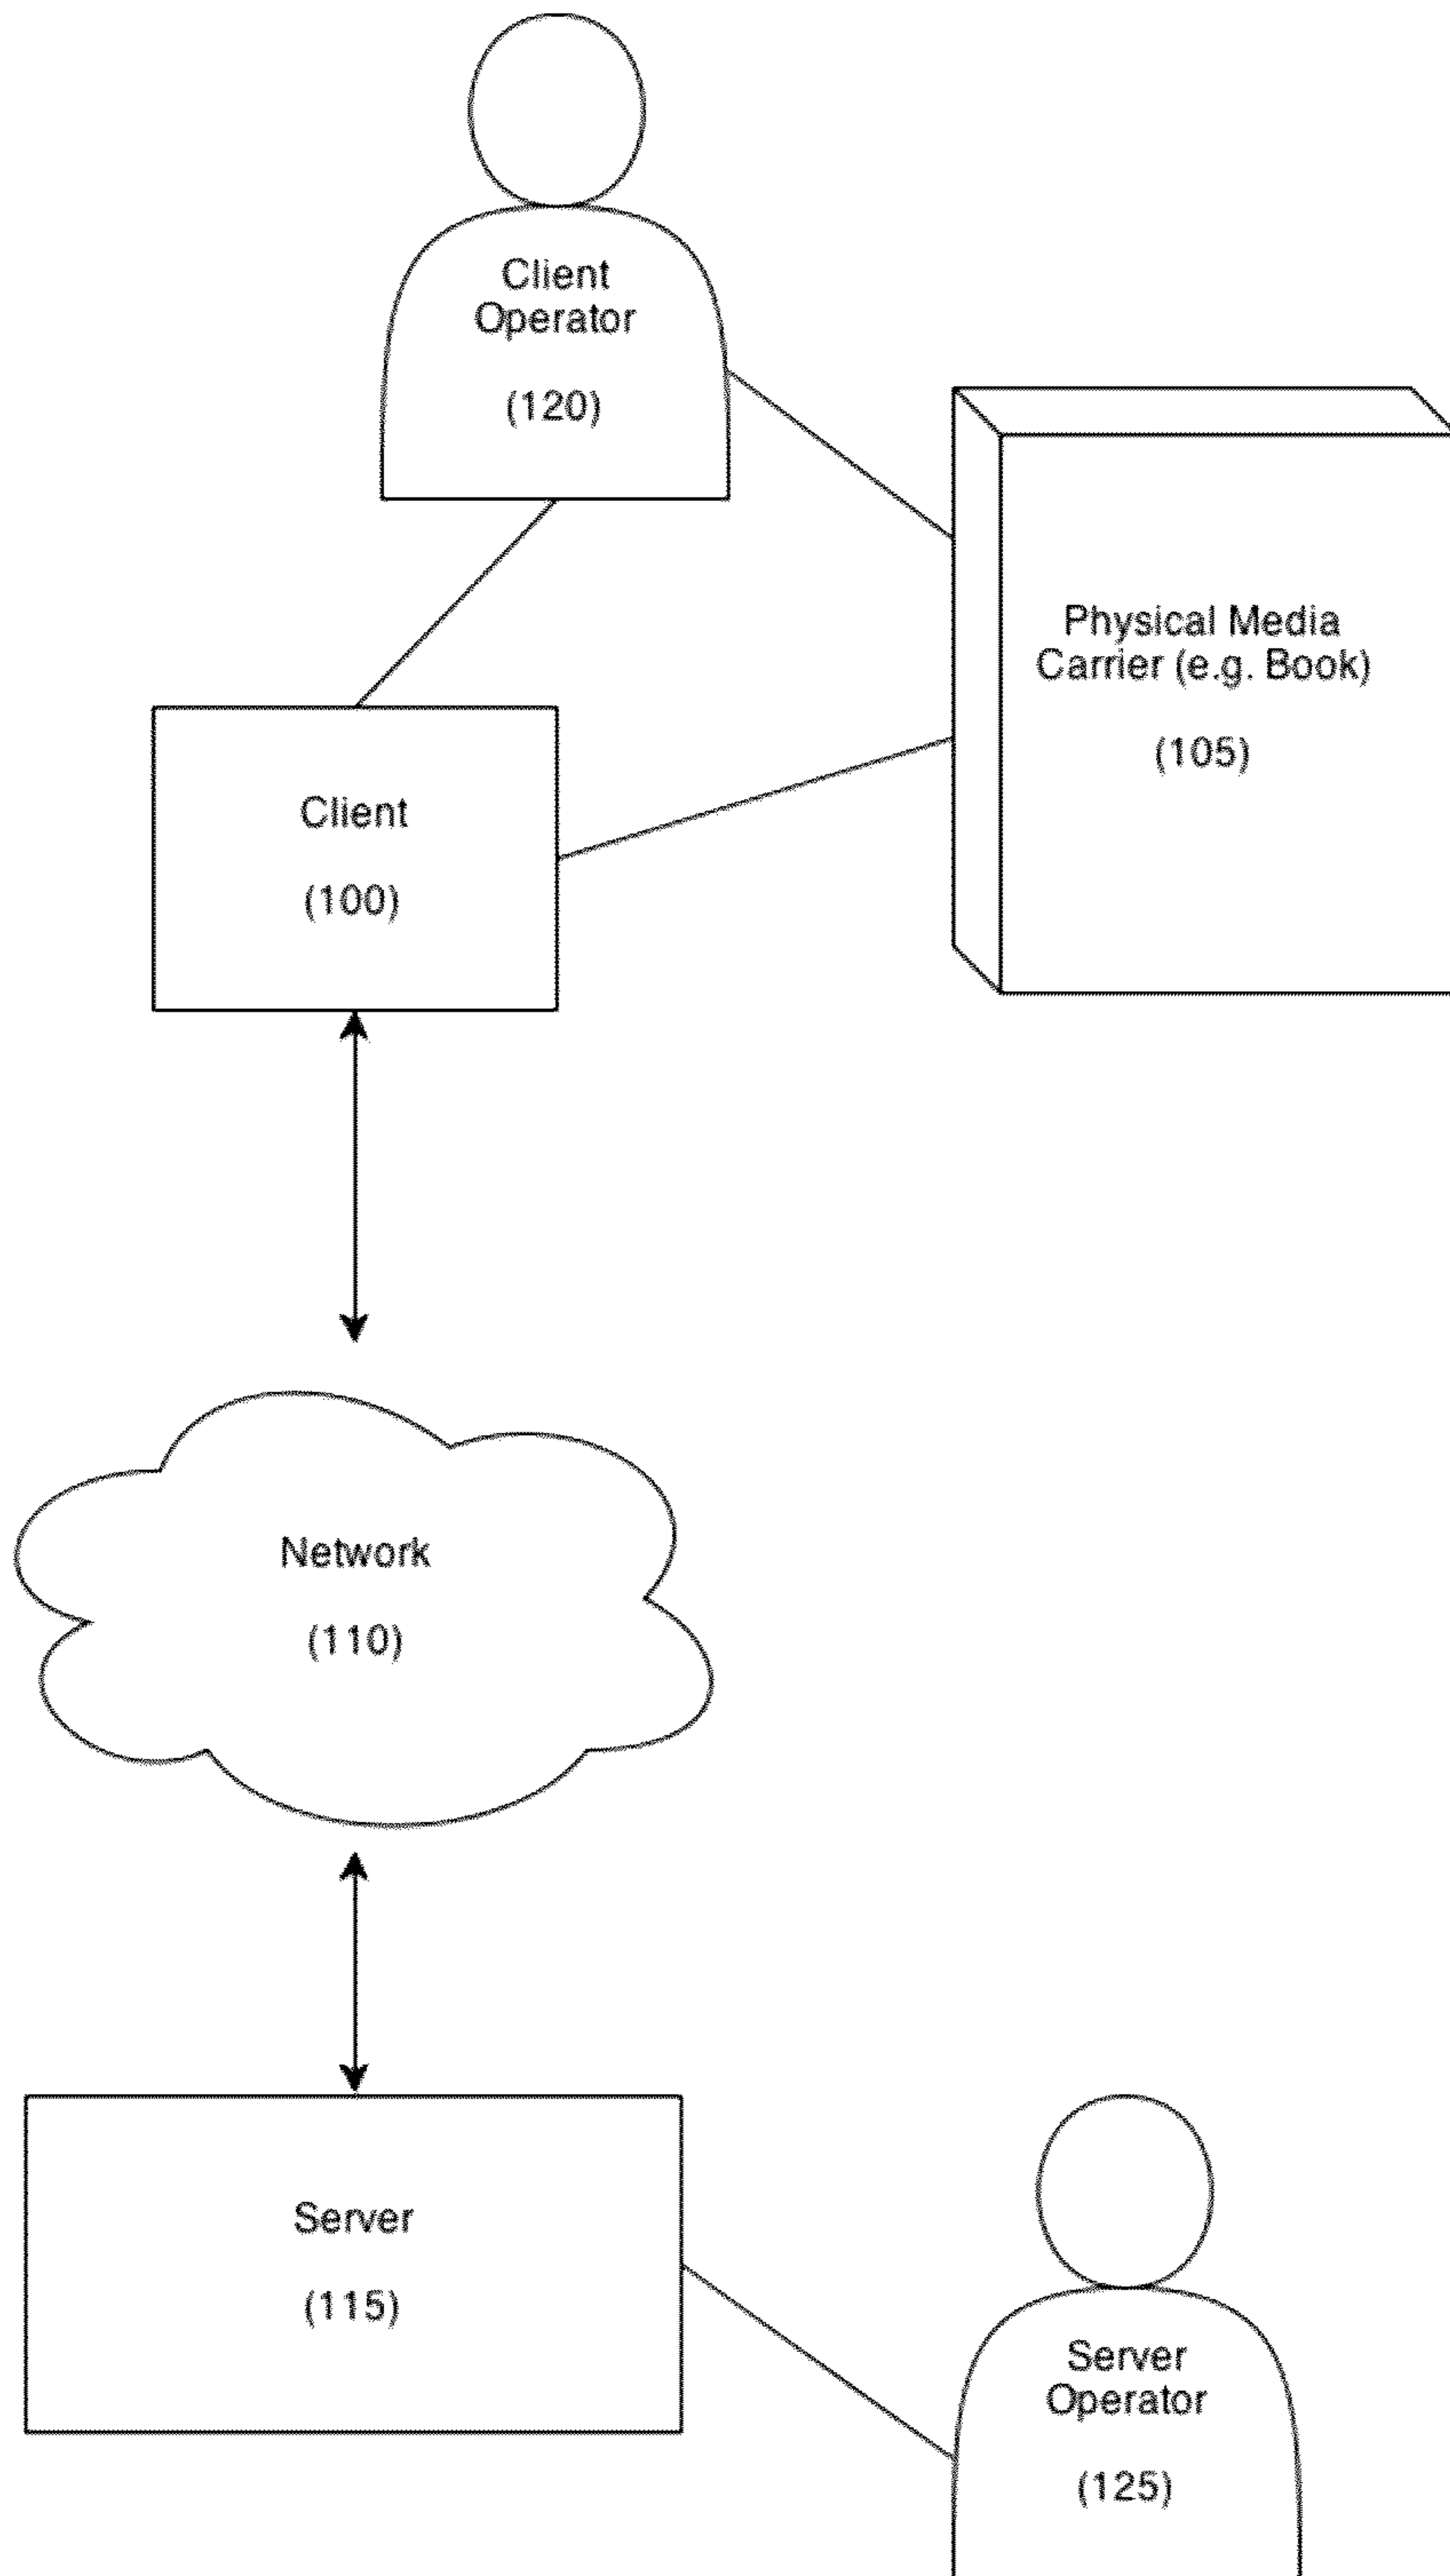 Client
Operator
(120)
Physical Media
Carrier (e.g. Book)
(105)
Client
(100)
Network
(110)
Server
(115)
Server
Operator
(125)